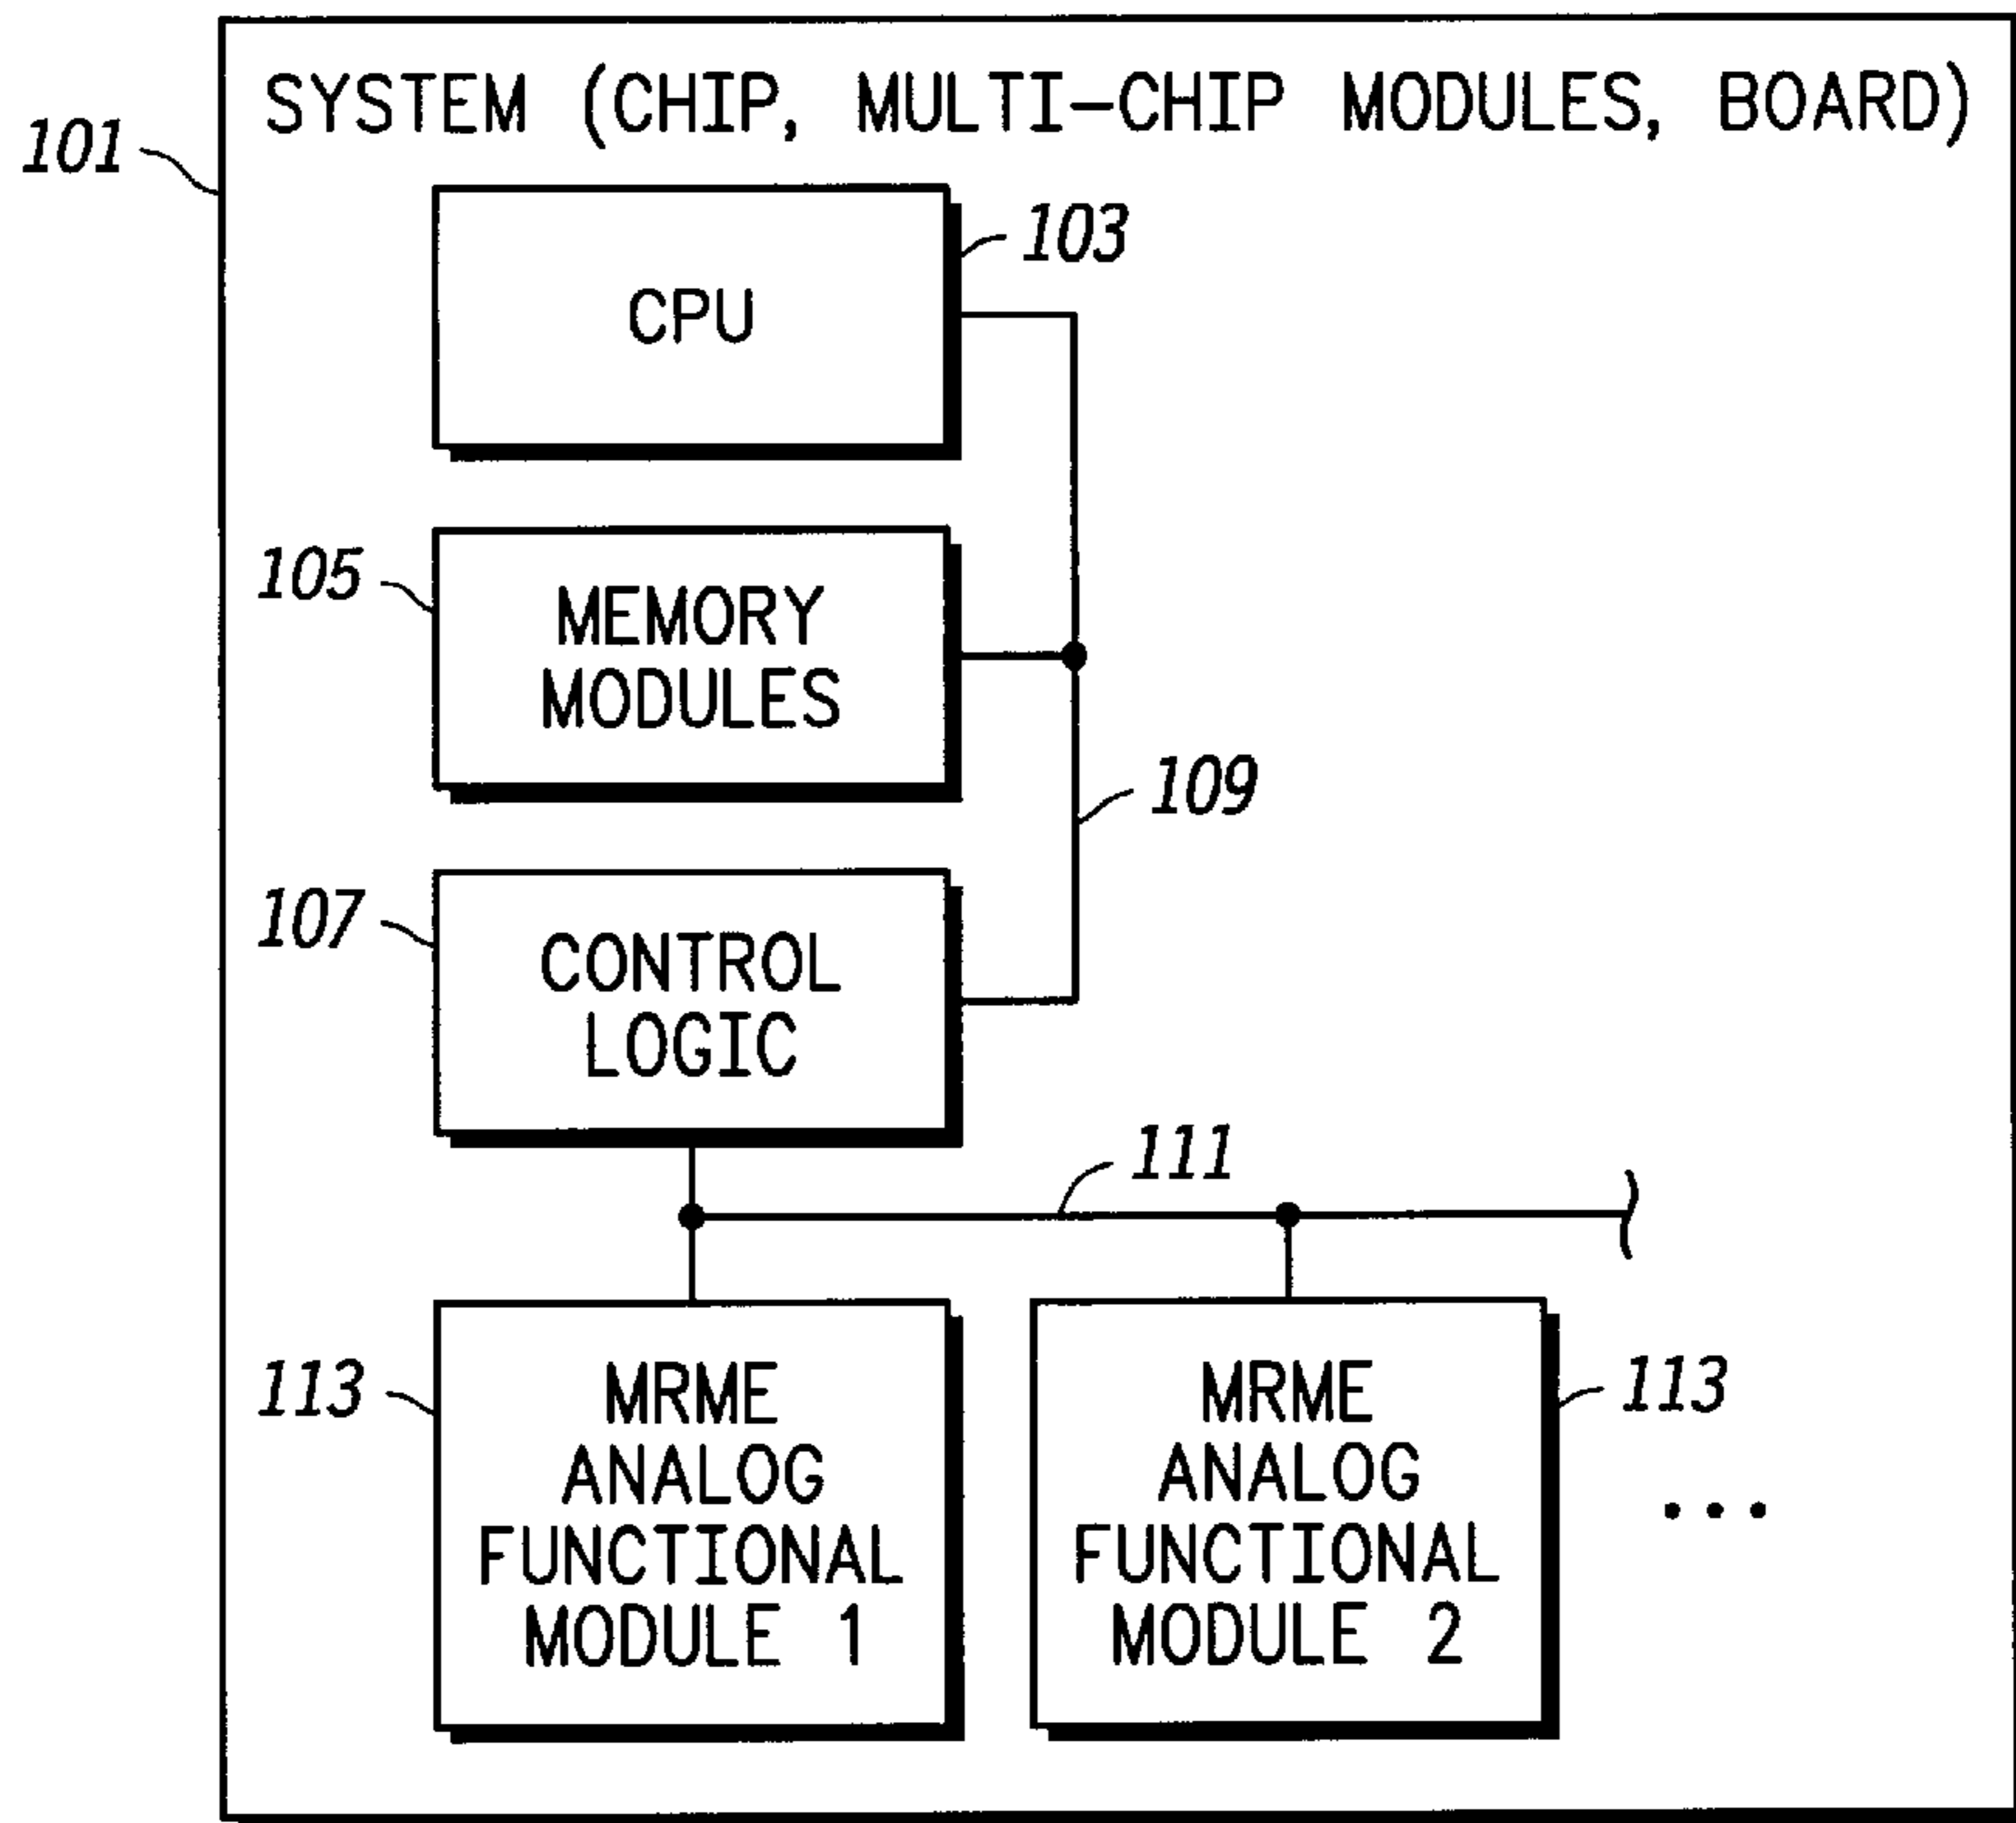 SYSTEM (CHIP, MULTI-CHIP MODULES, BOARD)
101
103
CPU
105
MEMORY
MODULES
109
107
CONTROL
LOGIC
111
113
MRME
ANALOG
FUNCTIONAL
MODULE 1
MRME
ANALOG
FUNCTIONAL
MODULE 2
113
...